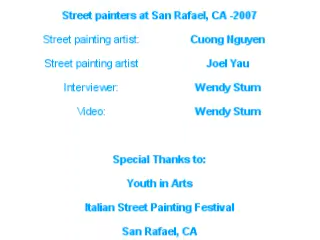 Street painters at San Rafael, CA -2007
Street painting artist: Cuong Nguyen
Street painting artist Joel Yau
Interviewer: Wendy Stum
Video: Wendy Stum
Special Thanks to:
Youth in Arts
Italian Street Painting Festival
San Rafael, CA